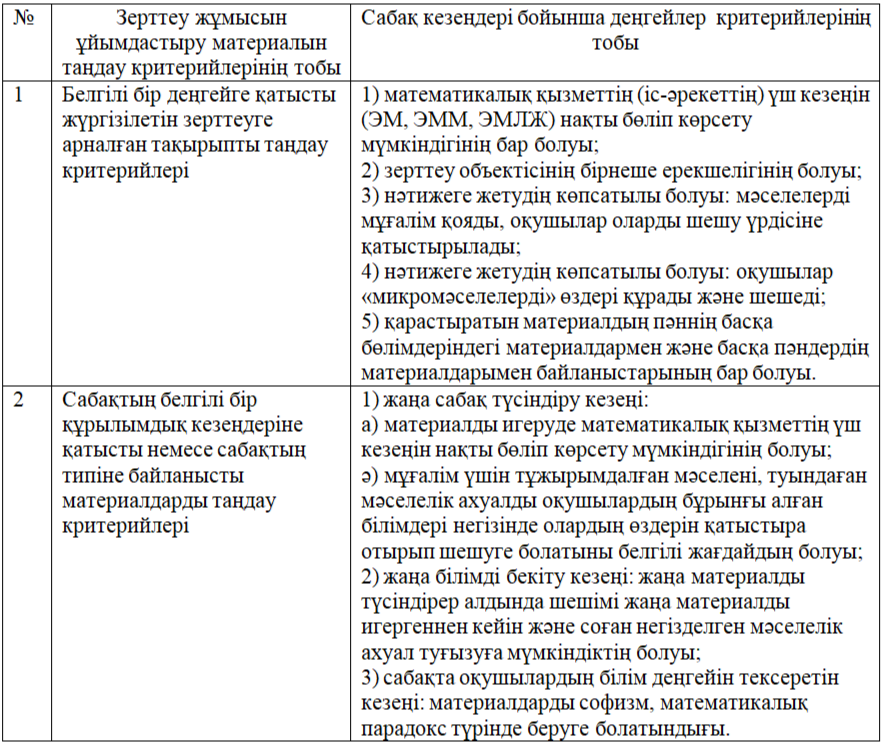 №
Зерттеу жұмысын
ұйымдастыру материалын
таңдау критерийлерінің тобы
Сабақ кезеңдері бойынша деңгейлер критерийлерінің
тобы
1
Белгілі бір деңгейге қатысты
жүргізілетін зерттеуге
арналған тақырыпты таңдау
критерийлері
1) математикалық қызметтің (іс-әрекеттің) үш кезеңін
(ЭМ, ЭММ, ЭМЛЖ) нақты бөліп көрсету
мүмкіндігінің бар болуы;
2) зерттеу объектісінің бірнеше ерекшелігінің болуы;
3) нәтижеге жетудің көпсатылы болуы: мәселелерді
мұғалім қояды, оқушылар оларды шешу үрдісіне
қатыстырылады;
4) нәтижеге жетудің көпсатылы болуы: оқушылар
«микромәселелерді» өздері құрады және шешеді;
5) қарастыратын материалдың пәннің басқа
бөлімдеріндегі материалдармен және басқа пәндердің
материалдарымен байланыстарының бар болуы.
2
Сабақтың белгілі бір
құрылымдық кезеңдеріне
қатысты немесе сабақтың
типіне байланысты
материалдарды таңдау
критерийлері
1) жаңа сабақ түсіндіру кезеңі:
а) материалды игеруде математикалық қызметтің үш
кезеңін нақты бөліп көрсету мүмкіндігінің болуы;
ә) мұғалім үшін тұжырымдалған мәселені, туындаған
мәселелік ахуалды оқушылардың бұрынғы алған
білімдері негізінде олардың өздерін қатыстыра
отырып шешуге болатыны белгілі жағдайдың болуы;
2) жаңа білімді бекіту кезеңі: жаңа материалды
түсіндірер алдында шешімі жаңа материалды
игергеннен кейін және соған негізделген мәселелік
ахуал туғызуға мүмкіндіктің болуы;
3) сабақта оқушылардың білім деңгейін тексеретін
кезеңі: материалдарды софизм, математикалық
парадокс түрінде беруге болатындығы.